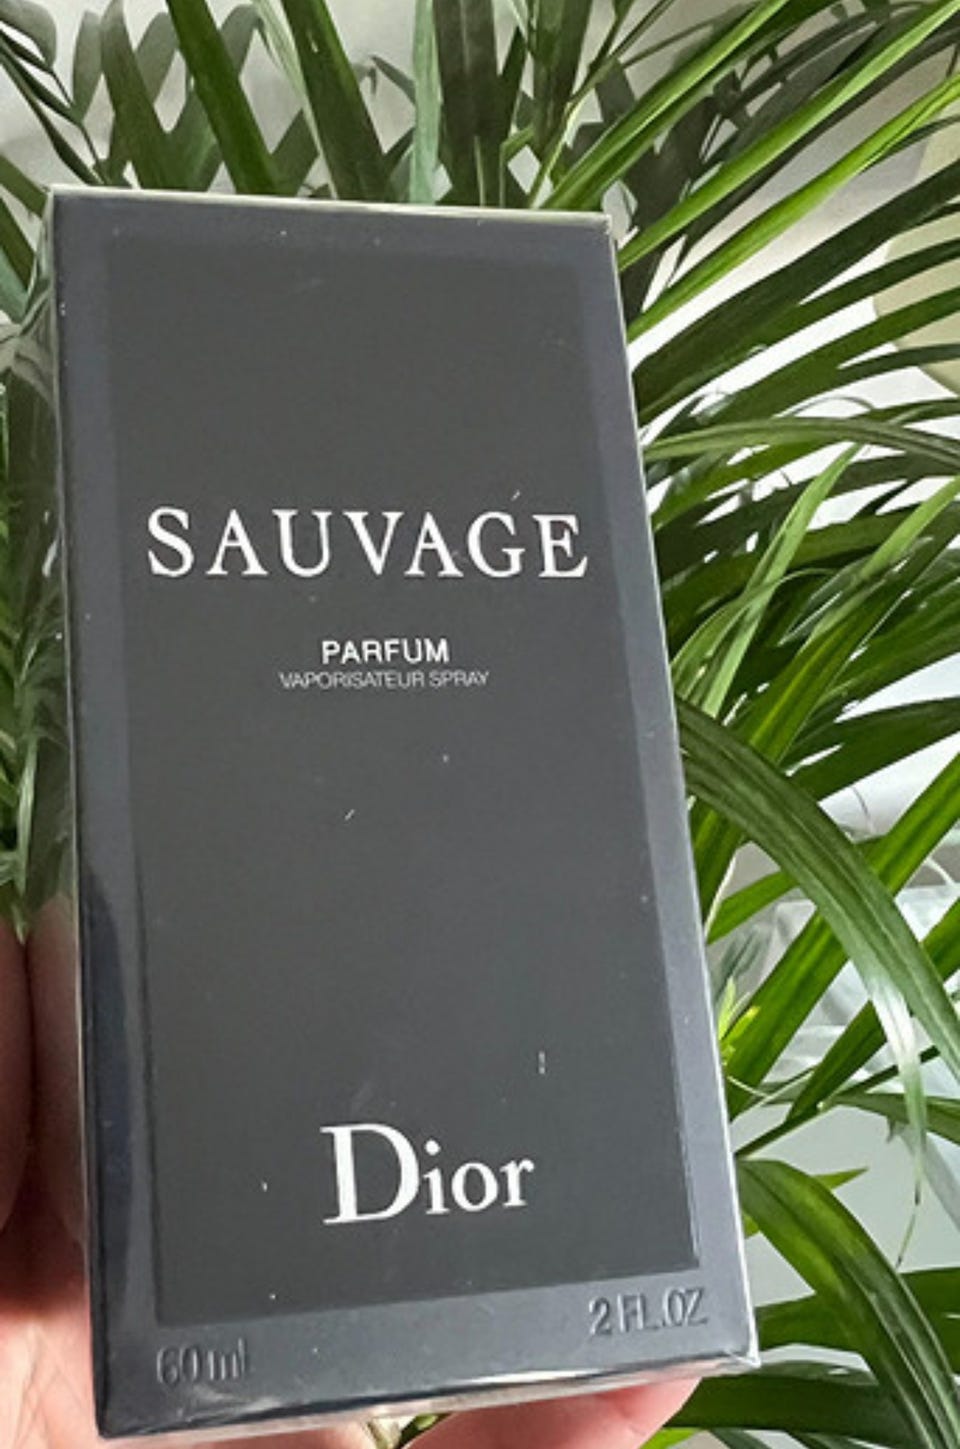 SAUVAGE
PARFUM
VAPORISATEUR SPRAY
Dior
60 ml
2 FL.OZ